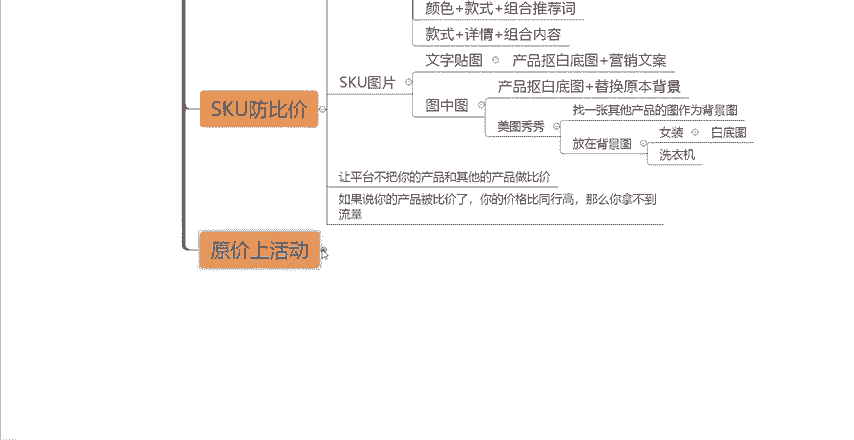 颜色+款式+组合推荐词
款式+详情+组合内容
文字贴图
产品抠白底图+营销文案
SKU图片
产品抠白底图+替换原本背景
图中图
找一张其他产品的图作为背景图
美图秀秀
女装
白底图
放在背景图
洗衣机
SKU防比价
让平台不把你的产品和其他的产品做比价
如果说你的产品被比价了，你的价格比同行高，那么你拿不到
流量
原价上活动